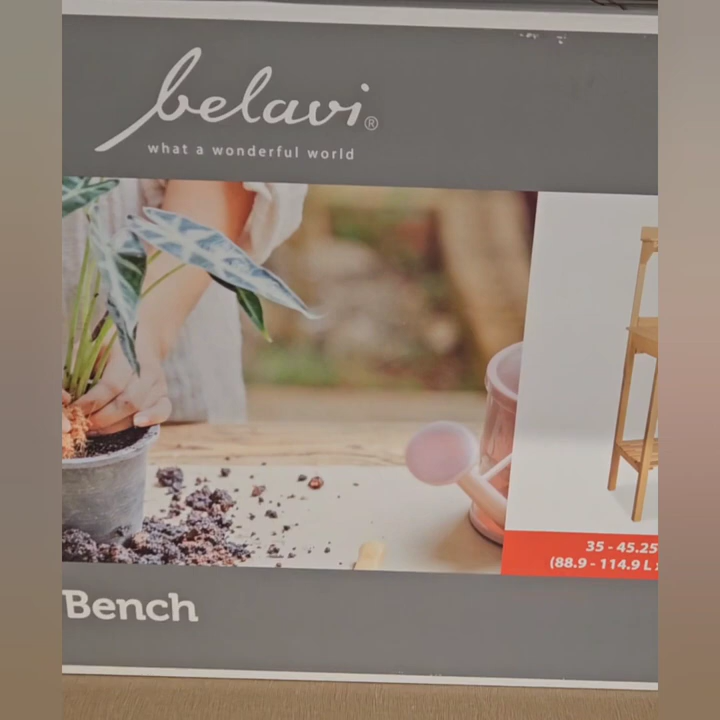 belavi®
what a wonderful world
35 - 45.25
(88.9 - 114.9 L
Bench